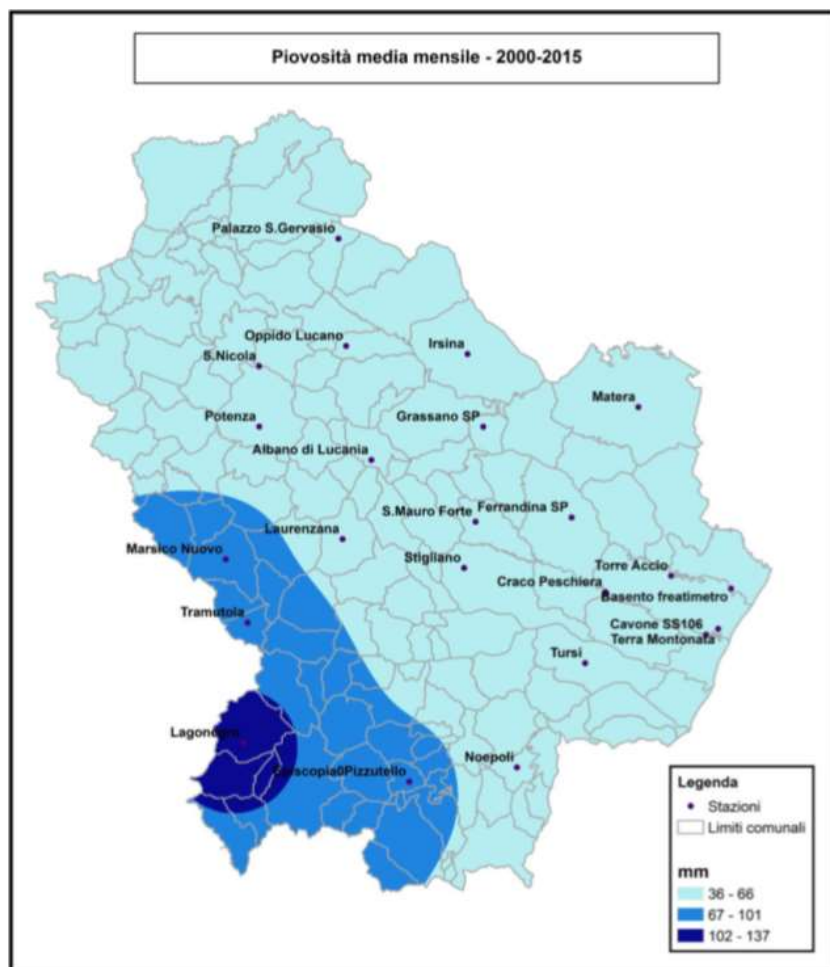 Piovosità media mensile - 2000-2015
Palazzo S.Gervasio
Oppido Lucano
Irsina
S.Nicola
Matera
Potenza
Grassano SP
Albano di Lucania
S.Mauro Forte
Ferrandina SP
Laurenzana
Marsico Nuovo
Stigliano
Torre Accio
Craco Peschiera
Basento freatimetro
Tramutola
Cavone SS106
Terra Montonata
Tursi
Lagonegro
Noepoli
Episcopia0Pizzutello
Legenda
Stazioni
Limiti comunali
mm
36 - 66
67 - 101
102 - 137